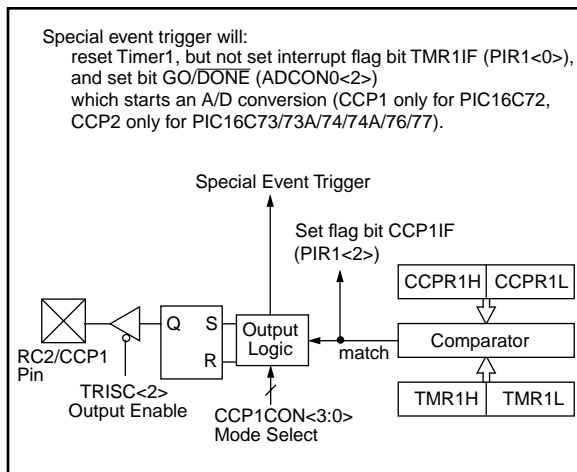 Special event trigger will:
reset Timer1, but not set interrupt flag bit TMR1IF (PIR1<0>),
and set bit GO/DONE (ADCON0<2>)
which starts an A/D conversion (CCP1 only for PIC16C72,
CCP2 only for PIC16C73/73A/74/74A/76/77).
Special Event Trigger
Set flag bit CCP1IF
(PIR1<2>)
CCPR1H CCPR1L
Q S Output
R Logic
match
Comparator
RC2/CCP1
Pin
TRISC<2>
Output Enable
CCP1CON<3:0>
Mode Select
TMR1H TMR1L